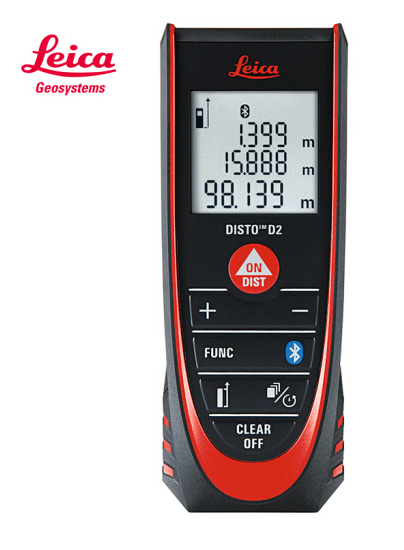 Leica
Geosystems
Leica
1.399 m
15.888 m
98.139 m
DISTO™ D2
ON
DIST
+ −
FUNC
CLEAR
OFF